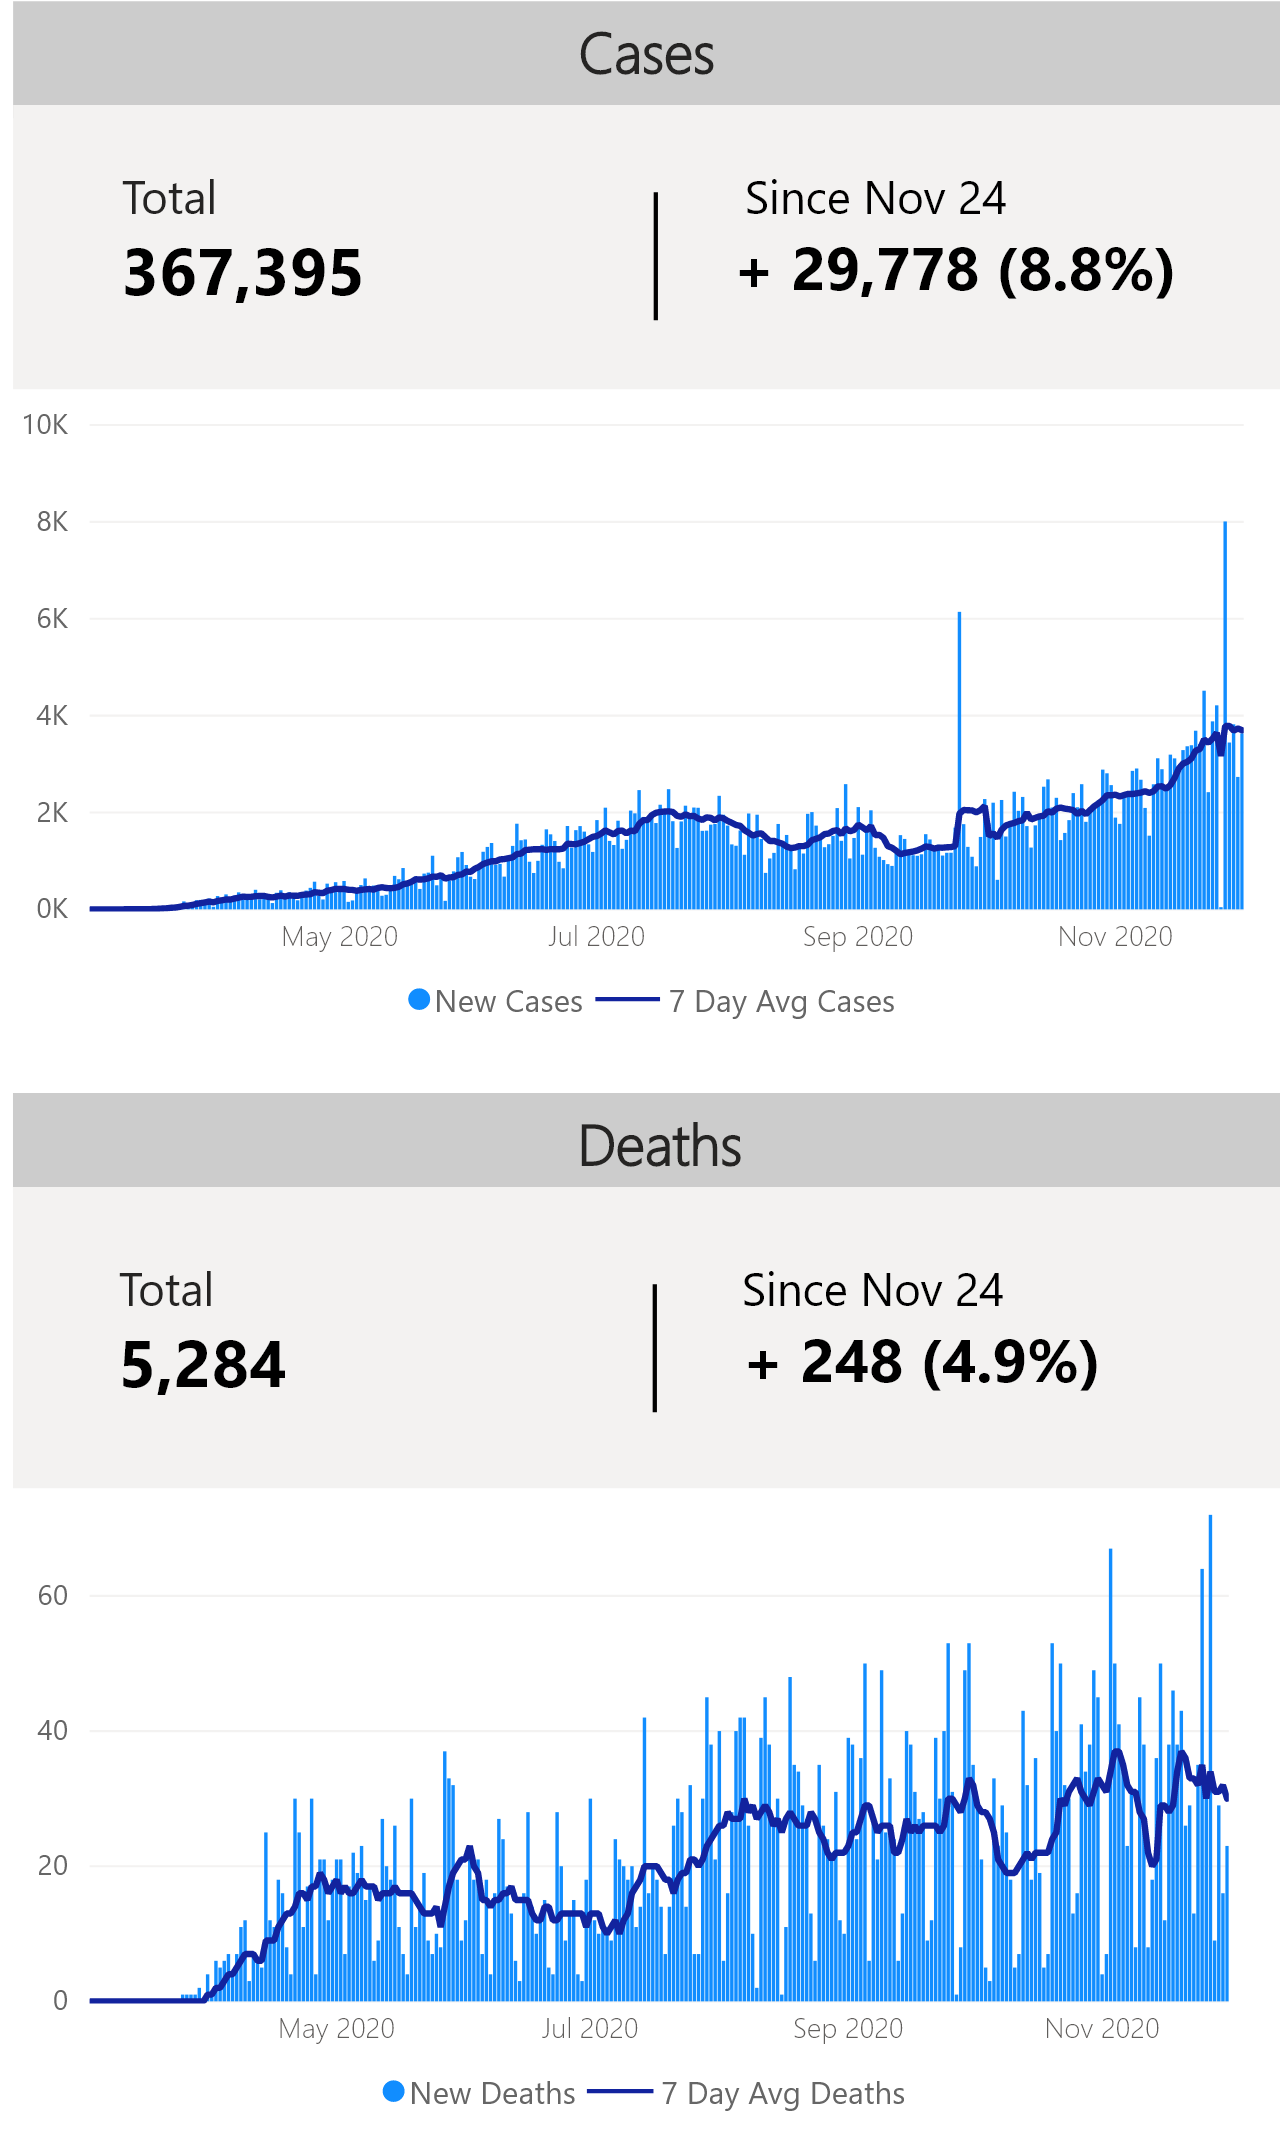 Cases
Total
Since Nov 24
367,395
+ 29,778 (8.8%)
10K
8K
6K
4K
2K
0K
May 2020
Jul 2020
Sep 2020
Nov 2020
New Cases
7 Day Avg Cases
Deaths
Total
Since Nov 24
5,284
+ 248 (4.9%)
60
40
20
0
May 2020
Jul 2020
Sep 2020
Nov 2020
New Deaths
7 Day Avg Deaths